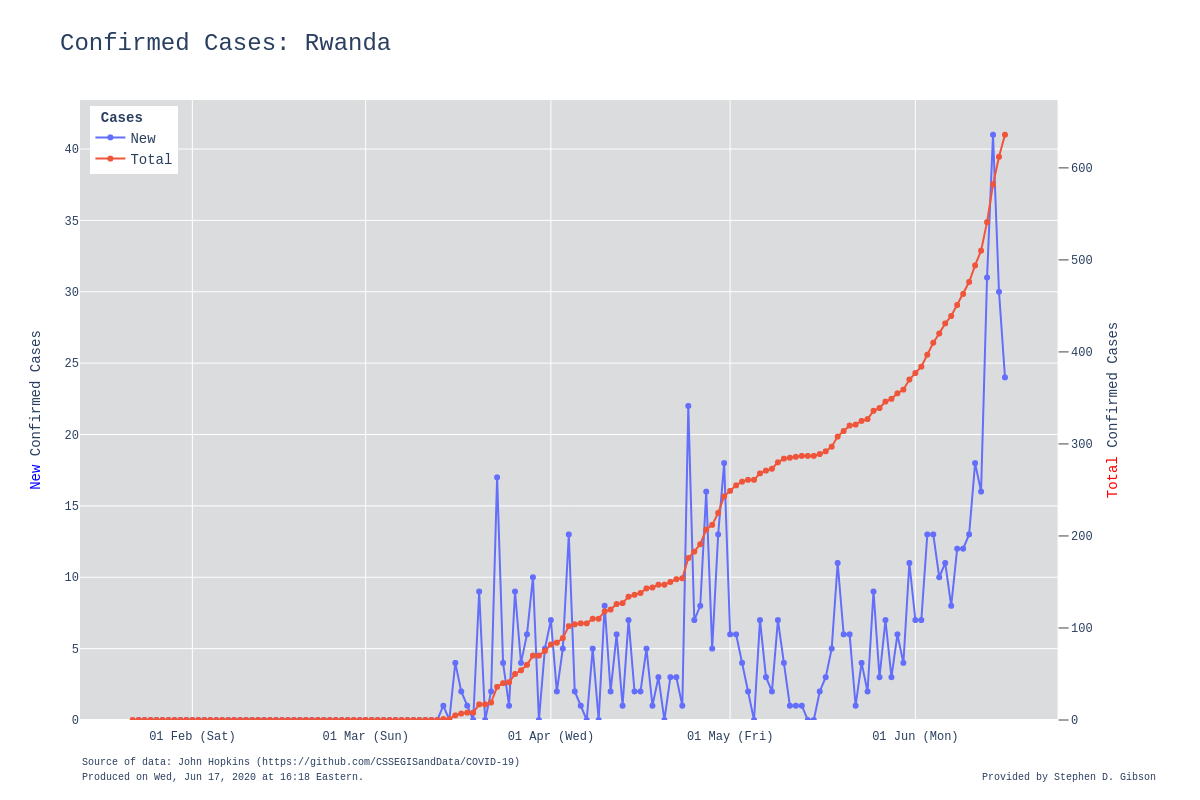 Confirmed Cases: Rwanda
Cases
New
Total
40
35
30
25
20
15
10
5
0
600
500
400
300
200
100
0
New Confirmed Cases
Total Confirmed Cases
01 Feb (Sat)
01 Mar (Sun)
01 Apr (Wed)
01 May (Fri)
01 Jun (Mon)
Source of data: John Hopkins (https://github.com/CSSEGISandData/COVID-19)
Produced on Wed, Jun 17, 2020 at 16:18 Eastern.
Provided by Stephen D. Gibson